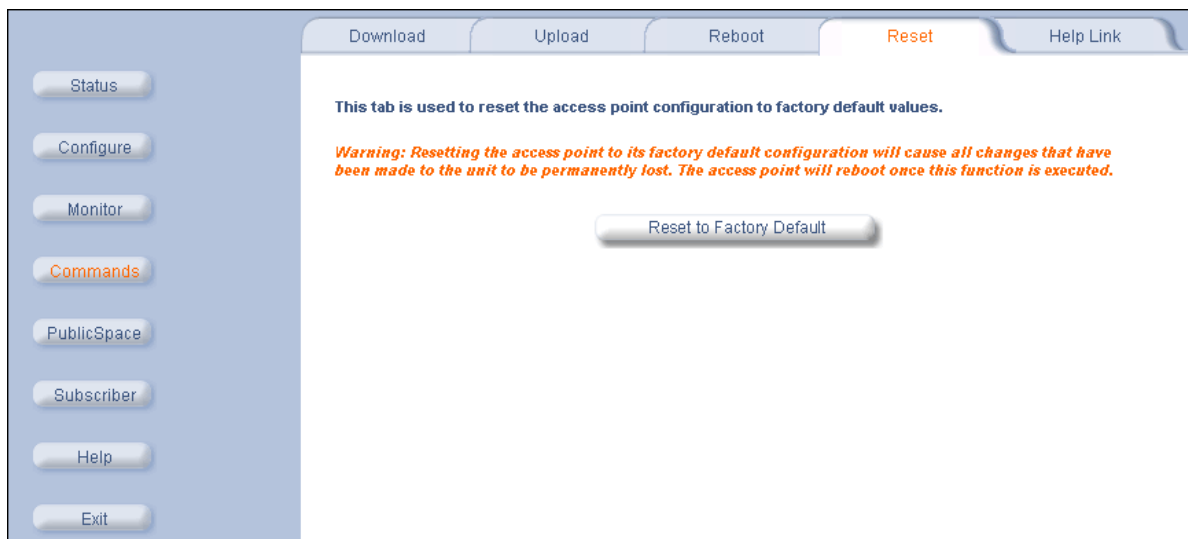 Download
Upload
Reboot
Reset
Help Link
Status
Configure
Monitor
Commands
PublicSpace
Subscriber
Help
Exit
This tab is used to reset the access point configuration to factory default values.
Warning: Resetting the access point to its factory default configuration will cause all changes that have
been made to the unit to be permanently lost. The access point will reboot once this function is executed.
Reset to Factory Default